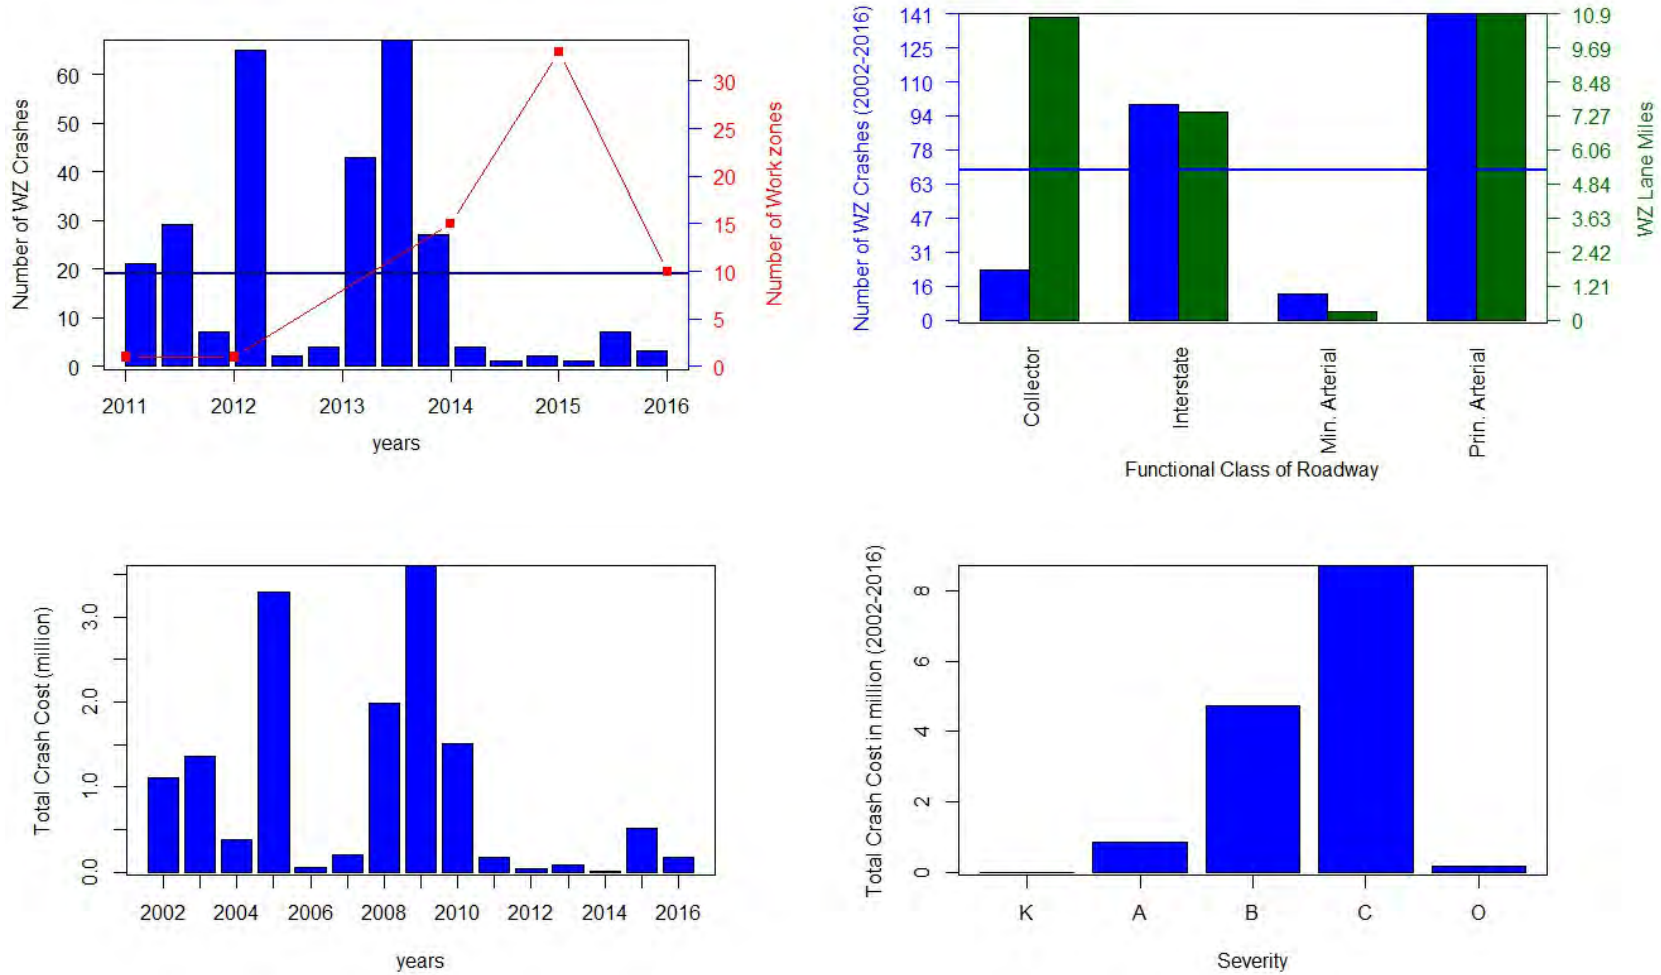 Number of WZ Crashes
60
50
40
30
20
10
0
30
25
20
15
10
5
0
Number of Work zones
2011 2012 2013 2014 2015 2016
years
Number of WZ Crashes (2002-2016)
141
125
110
94
78
63
47
31
16
0
10.9
9.69
8.48
7.27
6.06
4.84
3.63
2.42
1.21
0
WZ Lane Miles
Collector
Interstate
Min. Arterial
Prin. Arterial
Functional Class of Roadway
Total Crash Cost (million)
3.0
2.0
1.0
0.0
2002 2004 2006 2008 2010 2012 2014 2016
years
Total Crash Cost in million (2002-2016)
8
6
4
2
0
K A B C O
Severity